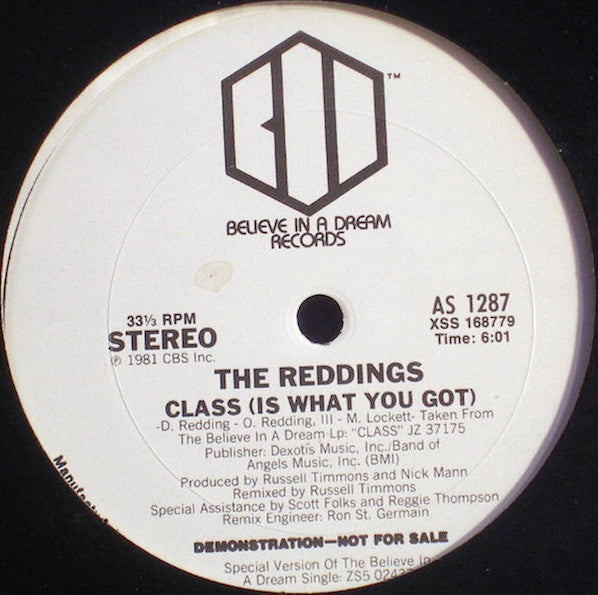 TM
BELIEVE IN A DREAM
RECORDS
33⅓ RPM
STEREO
℗ 1981 CBS Inc.
AS 1287
XSS 168779
Time: 6:01
THE REDDINGS
CLASS (IS WHAT YOU GOT)
-D. Redding - O. Redding, III - M. Lockett- Taken From
The Believe In A Dream Lp: "CLASS" JZ 37175
Publisher: Dexotis Music, Inc./Band of
Angels Music, Inc. (BMI)
Produced by Russell Timmons and Nick Mann
Remixed by Russell Timmons
Special Assistance by Scott Folks and Reggie Thompson
Remix Engineer: Ron St. Germain
DEMONSTRATION—NOT FOR SALE
Special Version Of The Believe In
A Dream Single: ZS5